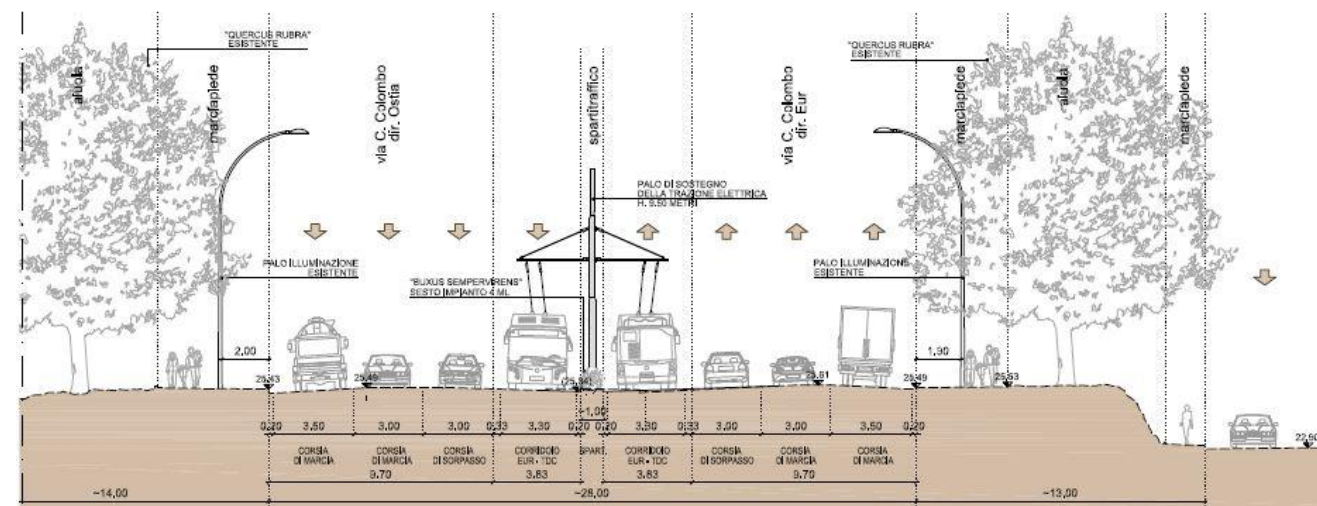 "QUERCUS RUBRA"
ESISTENTE
"QUERCUS RUBRA"
ESISTENTE
aiuola
marciapiede
via C. Colombo
dir. Ostia
spartitraffico
via C. Colombo
dir. Eur
marciapiede
aiuola
marciapiede
PALO DI SOSTEGNO
DELLA TRAZIONE ELETTRICA
H. 9.50 METRI
PALO ILLUMINAZIONE
ESISTENTE
"BUXUS SEMPERVIRENS"
SESTO IMPIANTO 4 ML.
PALO ILLUMINAZIONE
ESISTENTE
2,00
1,90
25,43
25,49
(25,84)
25,61
25,49
25,53
22,90
~1,00
0,20 3,50 3,00 3,00 0,33 3,30 0,20 0,20 3,30 0,33 3,00 3,00 3,50 0,20
CORSIA
DI MARCIA
CORSIA
DI MARCIA
CORSIA
DI SORPASSO
CORRIDOIO
EUR - TDC
SPART.
CORRIDOIO
EUR - TDC
CORSIA
DI SORPASSO
CORSIA
DI MARCIA
CORSIA
DI MARCIA
9.70 3.83 3.83 9.70
~14,00 ~28,00 ~13,00